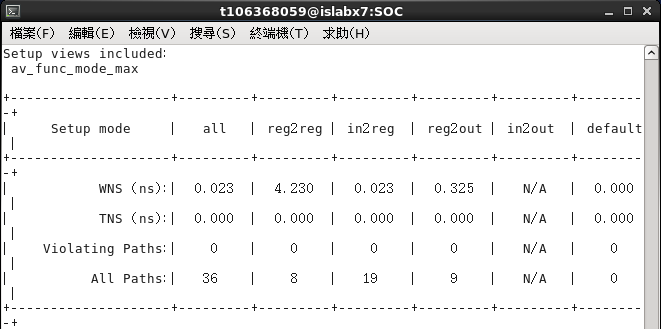 t106368059@islabx7:SOC
檔案(F) 編輯(E) 檢視(V) 搜尋(S) 終端機(T) 求助(H)
Setup views included:
 av_func_mode_max

+--------------------+---------+---------+---------+---------+---------+--------
-+
|     Setup mode     |   all   | reg2reg | in2reg  | reg2out | in2out  | default
 |
+--------------------+---------+---------+---------+---------+---------+--------
-+
|           WNS (ns):|  0.023  |  4.230  |  0.023  |  0.325  |   N/A   |  0.000
 |
|           TNS (ns):|  0.000  |  0.000  |  0.000  |  0.000  |   N/A   |  0.000
 |
|    Violating Paths:|    0    |    0    |    0    |    0    |   N/A   |    0
 |
|          All Paths:|   36    |    8    |   19    |    9    |   N/A   |    0
 |
+--------------------+---------+---------+---------+---------+---------+--------
-+